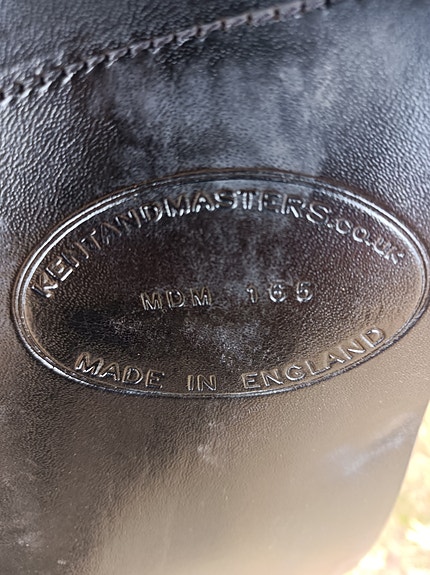 KENTANDMASTERS.CO.UK
MDM 165
MADE IN ENGLAND